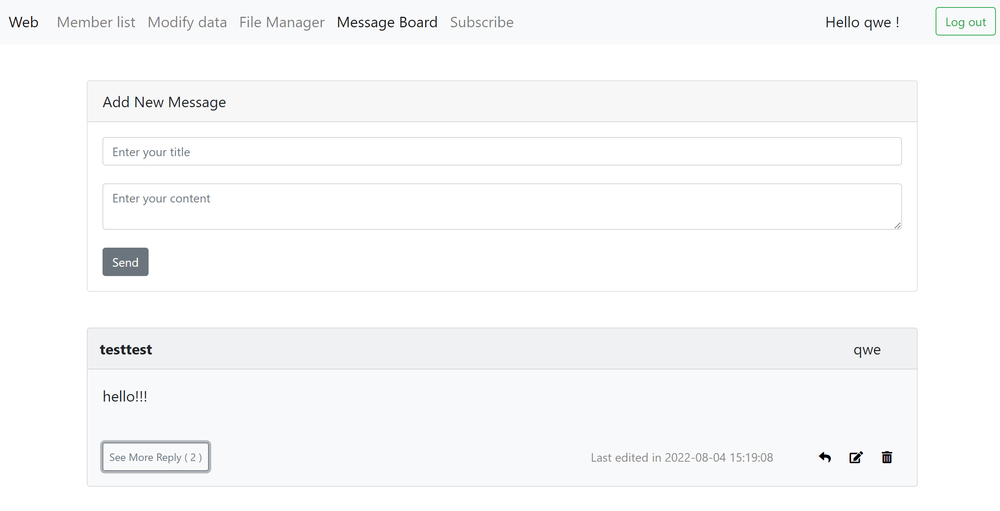 Web Member list Modify data File Manager Message Board Subscribe Hello qwe ! Log out
Add New Message
Enter your title
Enter your content
Send
testtest qwe
hello!!!
See More Reply ( 2 ) Last edited in 2022-08-04 15:19:08